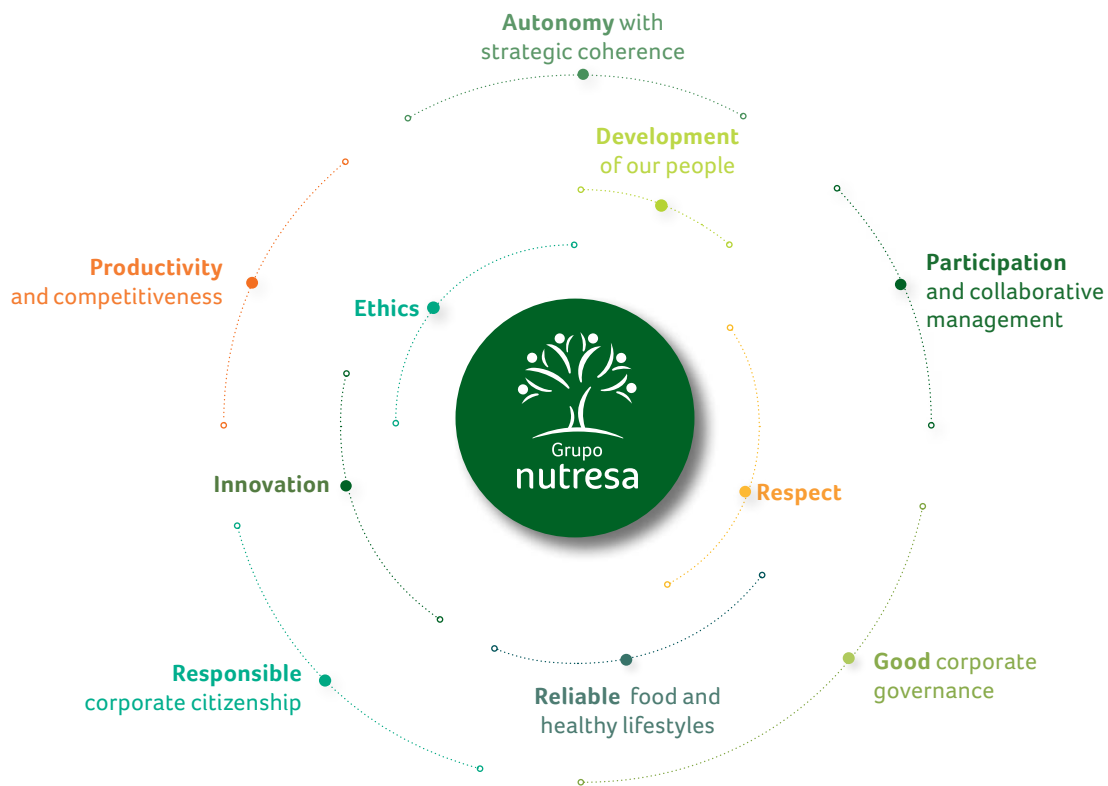 Autonomy with
strategic coherence
Development
of our people
Participation
and collaborative
management
Productivity
and competitiveness
Ethics
Grupo
nutresa
Innovation
Respect
Responsible
corporate citizenship
Reliable food and
healthy lifestyles
Good corporate
governance